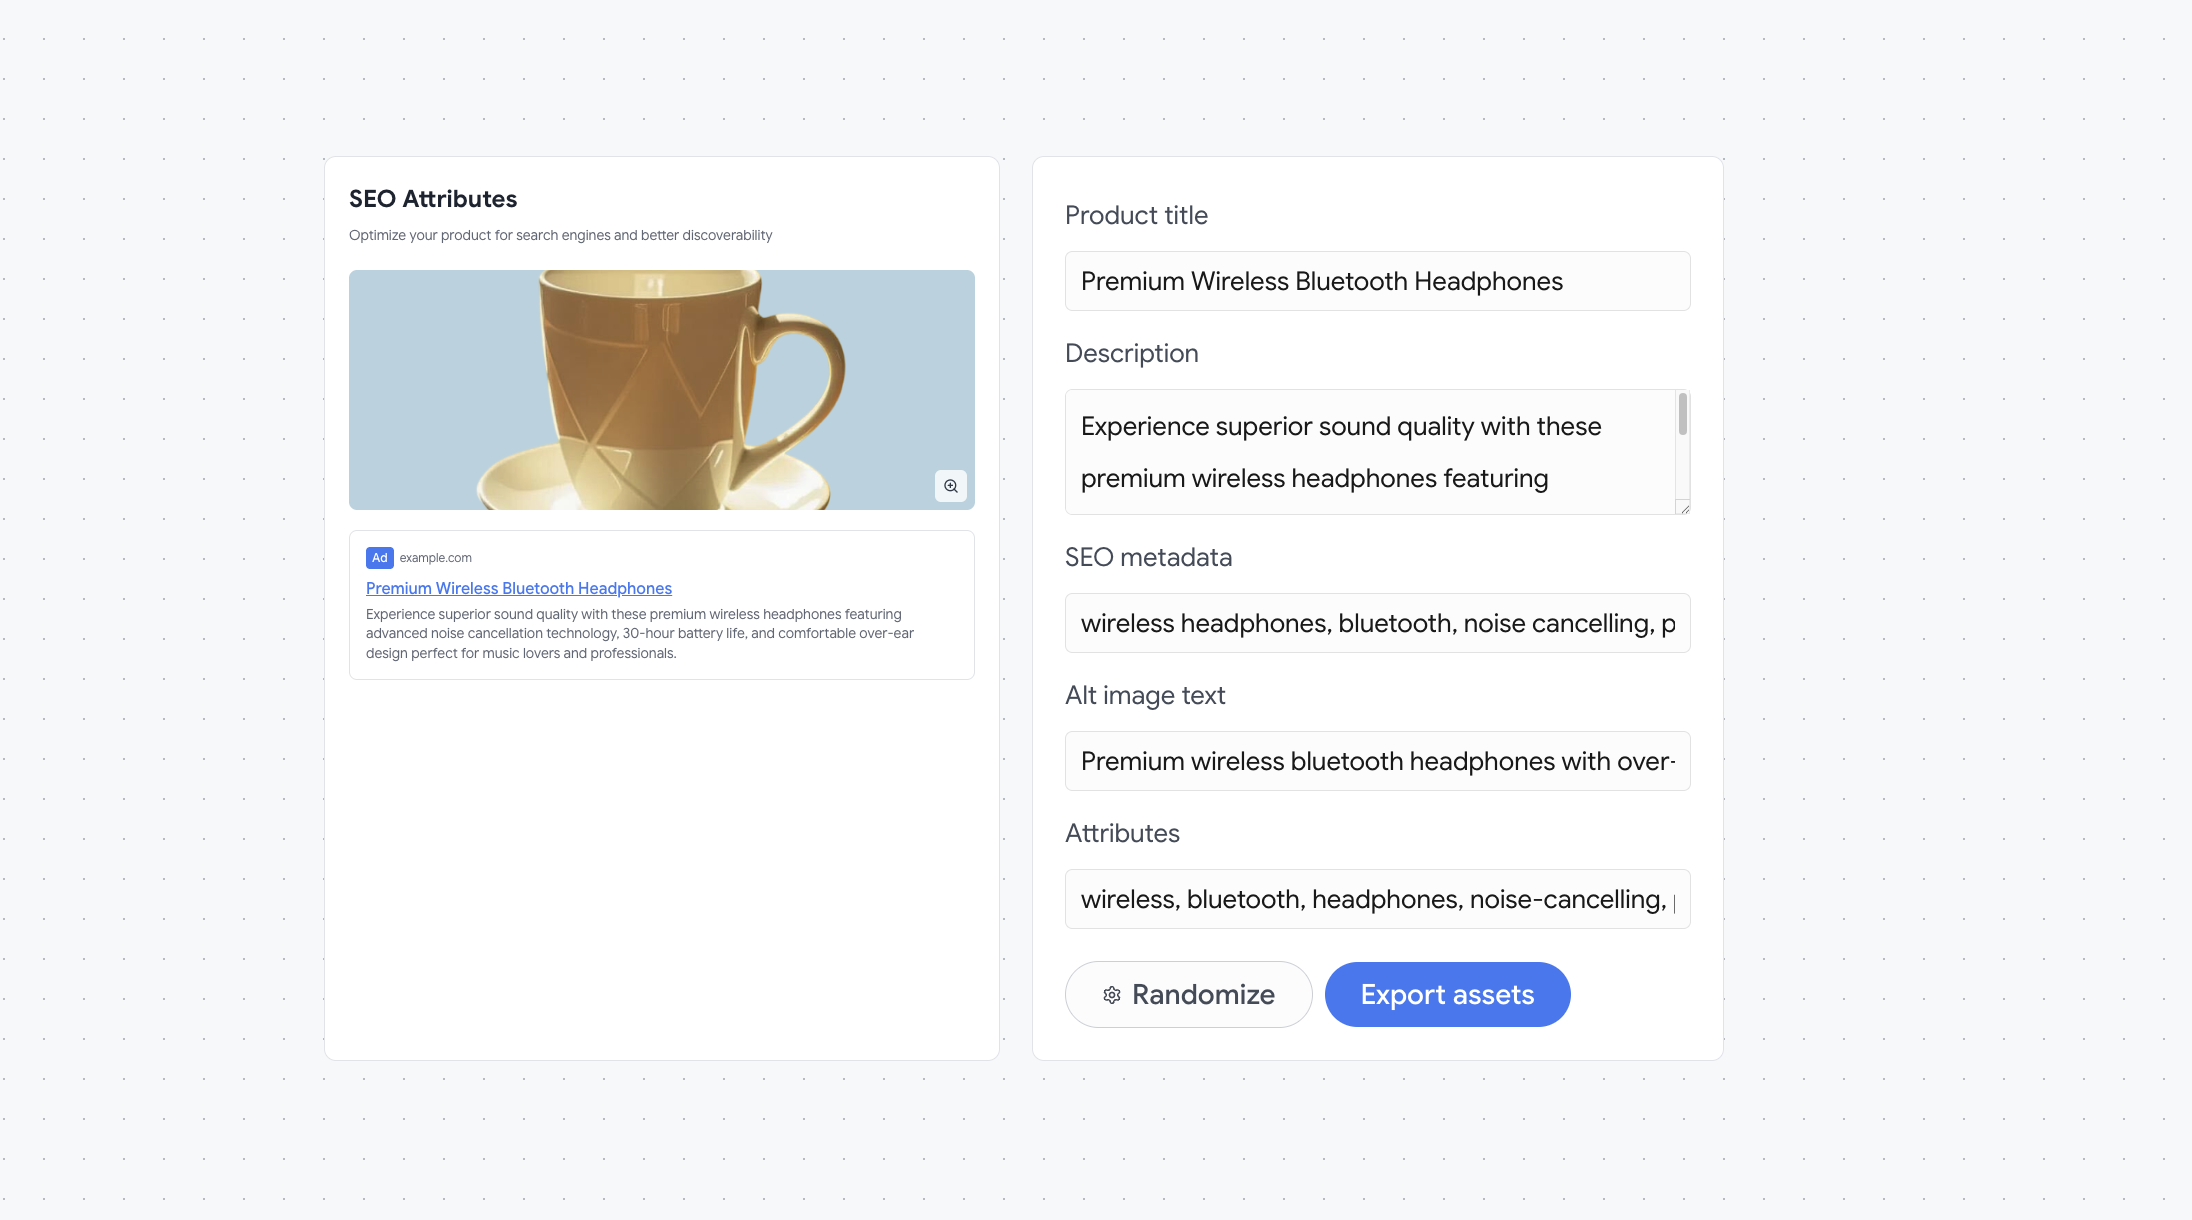 SEO Attributes
Optimize your product for search engines and better discoverability
Ad example.com
Premium Wireless Bluetooth Headphones
Experience superior sound quality with these premium wireless headphones featuring
advanced noise cancellation technology, 30-hour battery life, and comfortable over-ear
design perfect for music lovers and professionals.
Product title
Premium Wireless Bluetooth Headphones
Description
Experience superior sound quality with these
premium wireless headphones featuring
SEO metadata
wireless headphones, bluetooth, noise cancelling, p
Alt image text
Premium wireless bluetooth headphones with over-
Attributes
wireless, bluetooth, headphones, noise-cancelling,
Randomize
Export assets